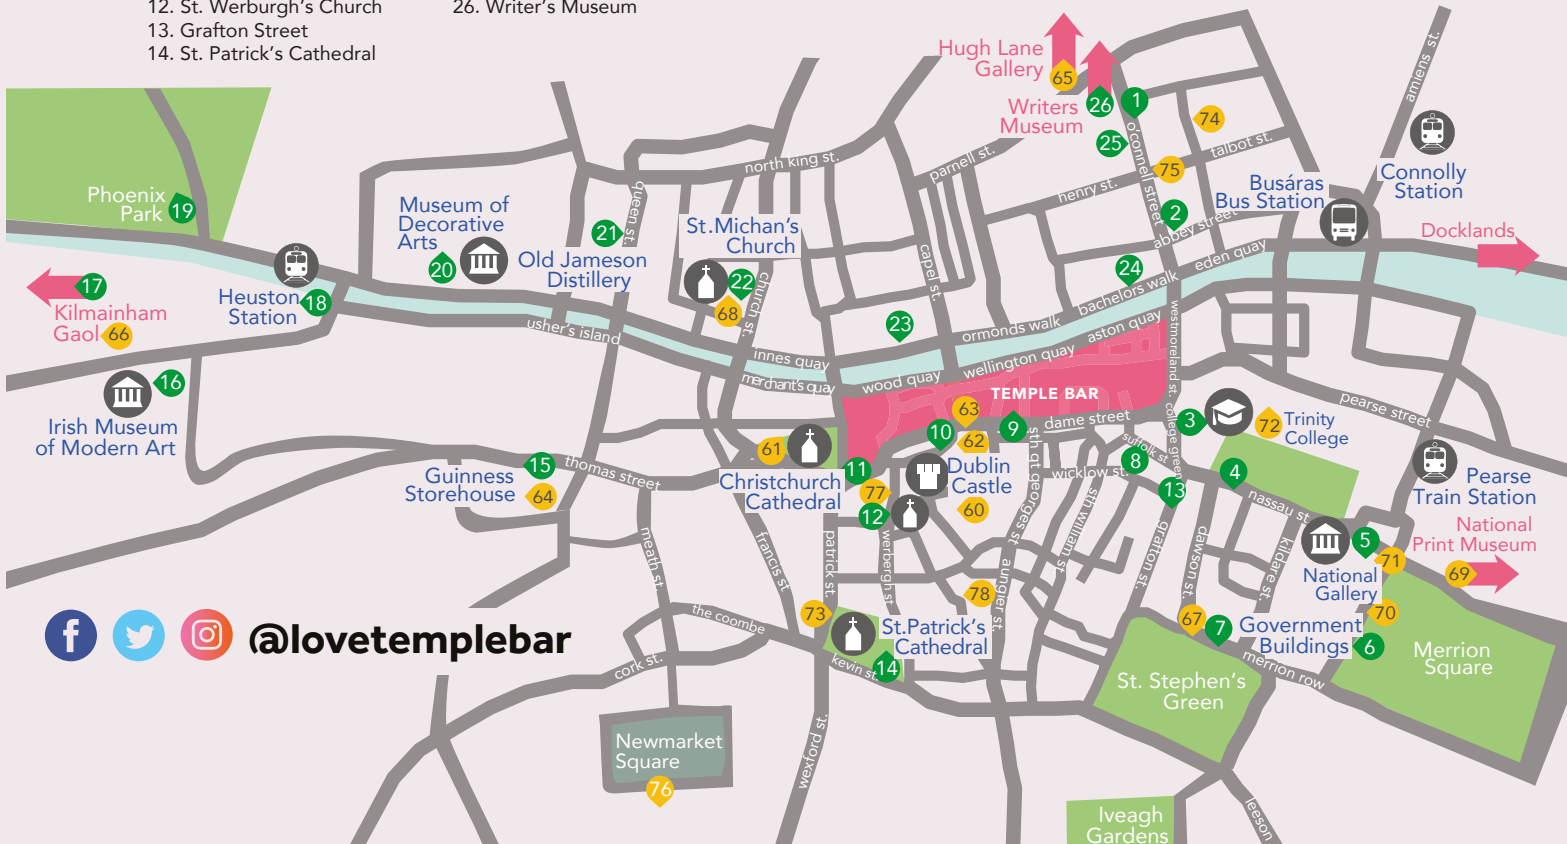 12. St. Werburgh's Church
13. Grafton Street
14. St. Patrick's Cathedral
26. Writer's Museum
Hugh Lane
Gallery
65
Writers
Museum
26
1
25
74
75
o'connell street
talbot st.
amiens st.
Connolly
Station
Busáras
Bus Station
Docklands
parnell st.
henry st.
2
abbey street
north king st.
Phoenix
Park
19
Museum of
Decorative
Arts
20
21
queen st.
Old Jameson
Distillery
St.Michan's
Church
22
68
church st.
capel st.
24
eden quay
bachelors walk
17
Kilmainham
Gaol
66
Heuston
Station
18
usher's island
23
ormonds walk
aston quay
wellington quay
innes quay
merchant's quay
wood quay
westmoreland st.
TEMPLE BAR
16
Irish Museum
of Modern Art
63
62
10
9
dame street
college green
3
72
Trinity
College
pearse street
61
11
Christchurch
Cathedral
15
Guinness
Storehouse
64
thomas street
Dublin
Castle
60
77
12
sth gt georges st
wicklow st.
suffolk st
8
13
4
nassau st.
Pearse
Train Station
National
Print Museum
69
sth william st
grafton st.
dawson st
kildare st.
5
71
National
Gallery
70
meath st.
francis st
patrick st.
werbergh st
aungier st.
78
73
St.Patrick's
Cathedral
14
kevin st.
the coombe
cork st.
67
7
Government
Buildings
6
merrion row
Merrion
Square
St. Stephen's
Green
@lovetemplebar
Newmarket
Square
76
wexford st.
Iveagh
Gardens
leeson